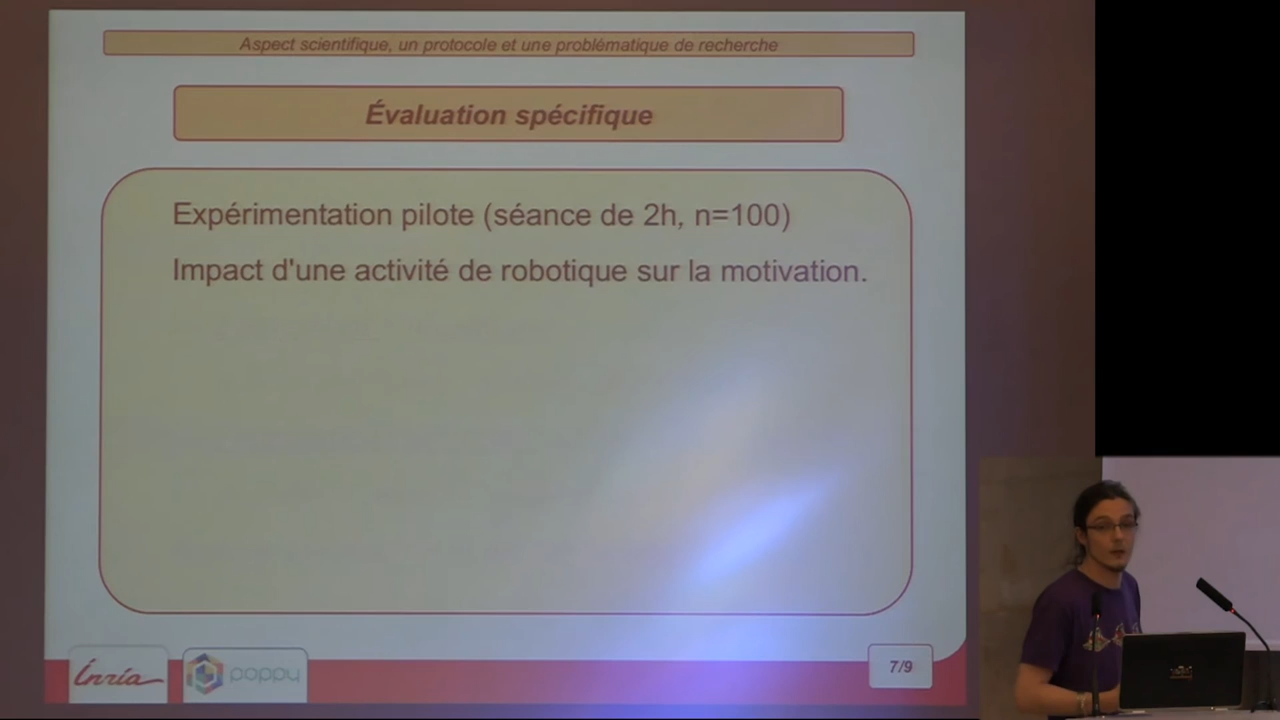 Aspect scientifique, un protocole et une problématique de recherche
Évaluation spécifique
Expérimentation pilote (séance de 2h, n=100)
Impact d'une activité de robotique sur la motivation.
Inria
poppy
7/9